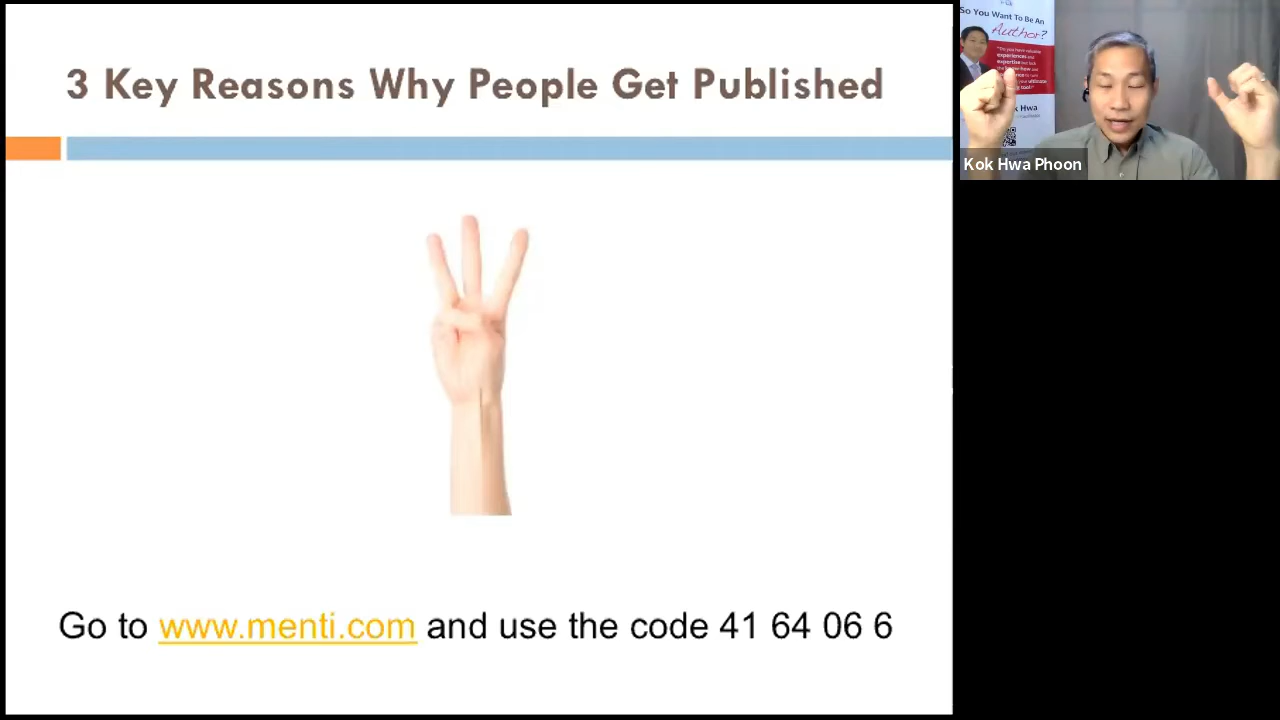 3 Key Reasons Why People Get Published
So You Want To Be An
Author?
Kok Hwa Phoon
Go to www.menti.com and use the code 41 64 06 6